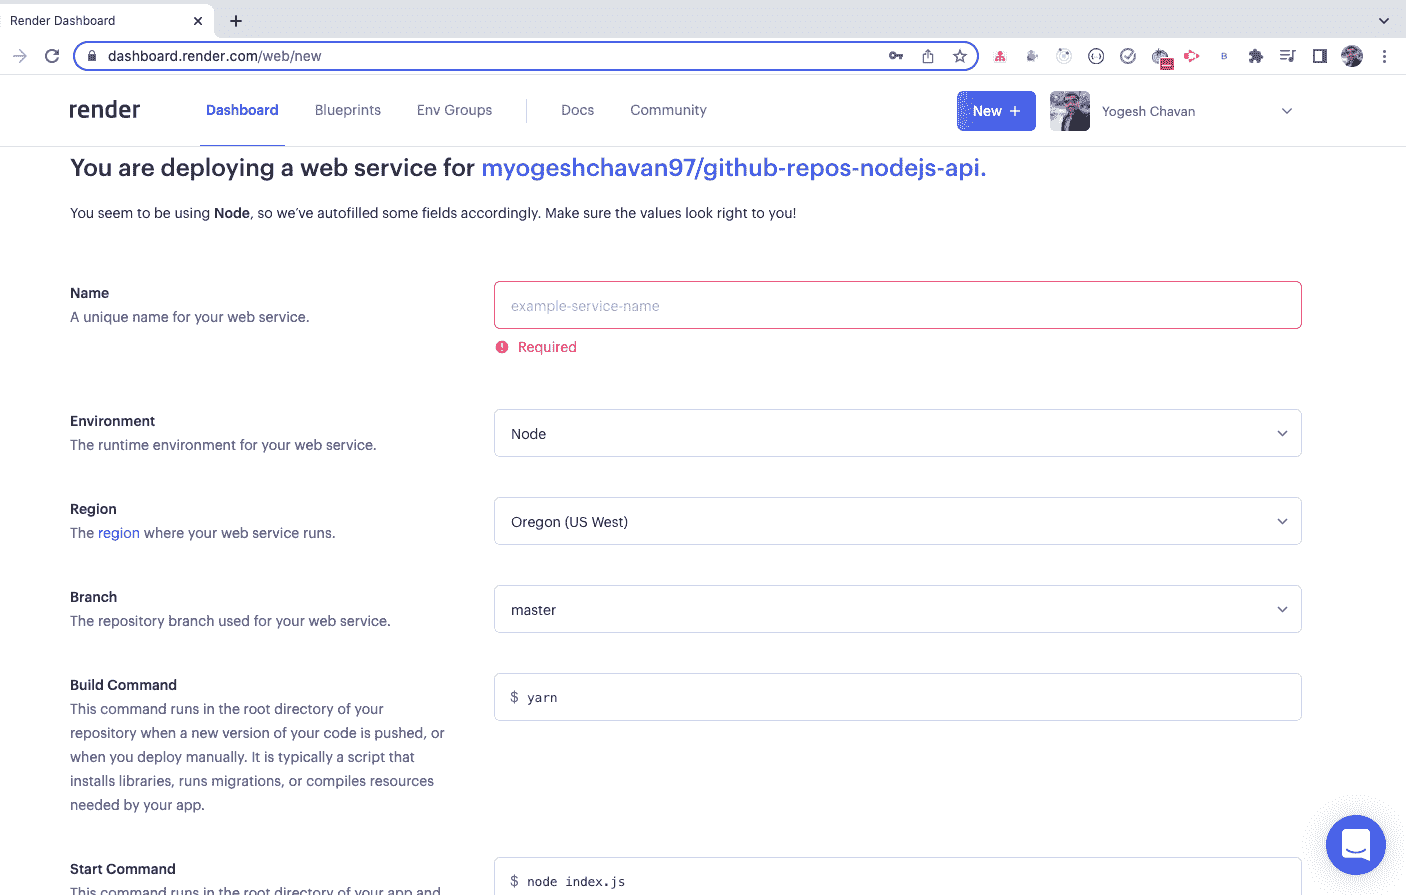 Render Dashboard
dashboard.render.com/web/new
render Dashboard Blueprints Env Groups Docs Community New + Yogesh Chavan
You are deploying a web service for myogeshchavan97/github-repos-nodejs-api.
You seem to be using Node, so we’ve autofilled some fields accordingly. Make sure the values look right to you!
Name
A unique name for your web service.
example-service-name
Required
Environment
The runtime environment for your web service.
Node
Region
The region where your web service runs.
Oregon (US West)
Branch
The repository branch used for your web service.
master
Build Command
This command runs in the root directory of your
repository when a new version of your code is pushed, or
when you deploy manually. It is typically a script that
installs libraries, runs migrations, or compiles resources
needed by your app.
$ yarn
Start Command
This command runs in the root directory of your app and
$ node index.js